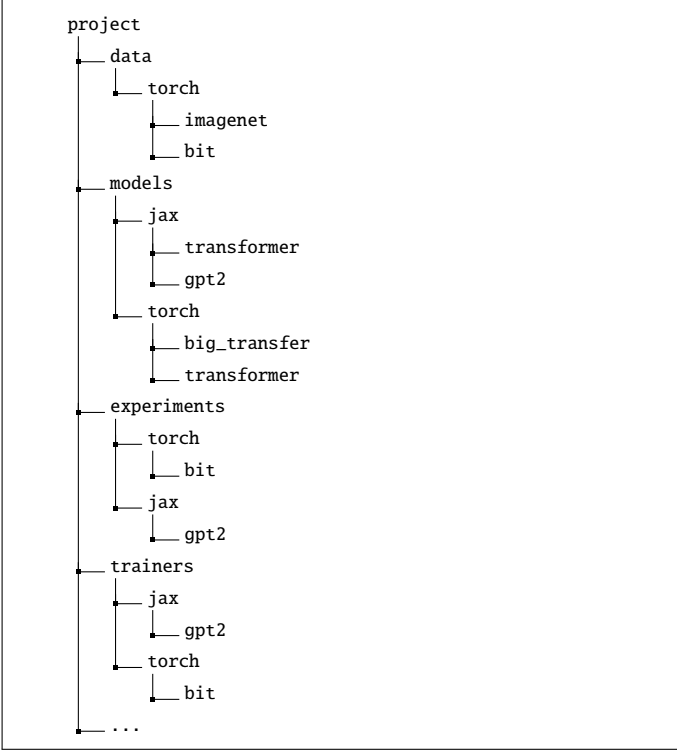 project
data
torch
imagenet
bit
models
jax
transformer
gpt2
torch
big_transfer
transformer
experiments
torch
bit
jax
gpt2
trainers
jax
gpt2
torch
bit
...